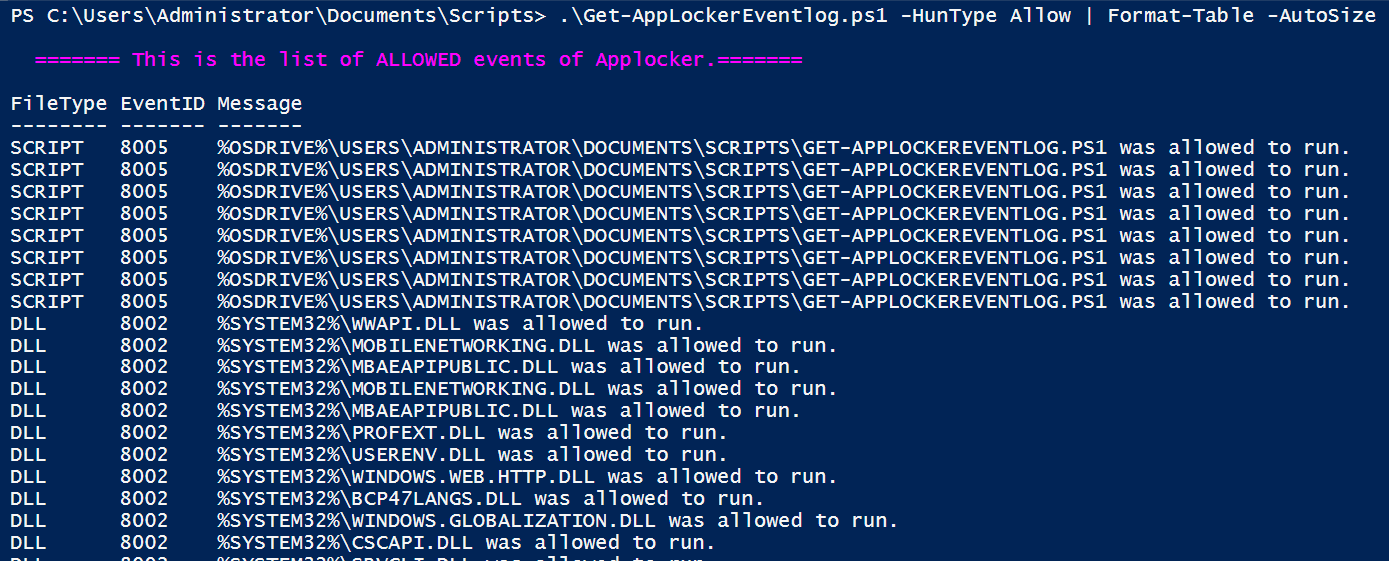 PS C:\Users\Administrator\Documents\Scripts> .\Get-AppLockerEventlog.ps1 -HunType Allow | Format-Table -AutoSize
======= This is the list of ALLOWED events of Applocker.=======
FileType EventID Message
-------- ------- -------
SCRIPT 8005 %OSDRIVE%\USERS\ADMINISTRATOR\DOCUMENTS\SCRIPTS\GET-APPLOCKEREVENTLOG.PS1 was allowed to run.
SCRIPT 8005 %OSDRIVE%\USERS\ADMINISTRATOR\DOCUMENTS\SCRIPTS\GET-APPLOCKEREVENTLOG.PS1 was allowed to run.
SCRIPT 8005 %OSDRIVE%\USERS\ADMINISTRATOR\DOCUMENTS\SCRIPTS\GET-APPLOCKEREVENTLOG.PS1 was allowed to run.
SCRIPT 8005 %OSDRIVE%\USERS\ADMINISTRATOR\DOCUMENTS\SCRIPTS\GET-APPLOCKEREVENTLOG.PS1 was allowed to run.
SCRIPT 8005 %OSDRIVE%\USERS\ADMINISTRATOR\DOCUMENTS\SCRIPTS\GET-APPLOCKEREVENTLOG.PS1 was allowed to run.
SCRIPT 8005 %OSDRIVE%\USERS\ADMINISTRATOR\DOCUMENTS\SCRIPTS\GET-APPLOCKEREVENTLOG.PS1 was allowed to run.
SCRIPT 8005 %OSDRIVE%\USERS\ADMINISTRATOR\DOCUMENTS\SCRIPTS\GET-APPLOCKEREVENTLOG.PS1 was allowed to run.
SCRIPT 8005 %OSDRIVE%\USERS\ADMINISTRATOR\DOCUMENTS\SCRIPTS\GET-APPLOCKEREVENTLOG.PS1 was allowed to run.
DLL 8002 %SYSTEM32%\WWAPI.DLL was allowed to run.
DLL 8002 %SYSTEM32%\MOBILENETWORKING.DLL was allowed to run.
DLL 8002 %SYSTEM32%\MBAEAPIPUBLIC.DLL was allowed to run.
DLL 8002 %SYSTEM32%\MOBILENETWORKING.DLL was allowed to run.
DLL 8002 %SYSTEM32%\MBAEAPIPUBLIC.DLL was allowed to run.
DLL 8002 %SYSTEM32%\PROFEXT.DLL was allowed to run.
DLL 8002 %SYSTEM32%\USERENV.DLL was allowed to run.
DLL 8002 %SYSTEM32%\WINDOWS.WEB.HTTP.DLL was allowed to run.
DLL 8002 %SYSTEM32%\BCP47LANGS.DLL was allowed to run.
DLL 8002 %SYSTEM32%\WINDOWS.GLOBALIZATION.DLL was allowed to run.
DLL 8002 %SYSTEM32%\CSCAPI.DLL was allowed to run.